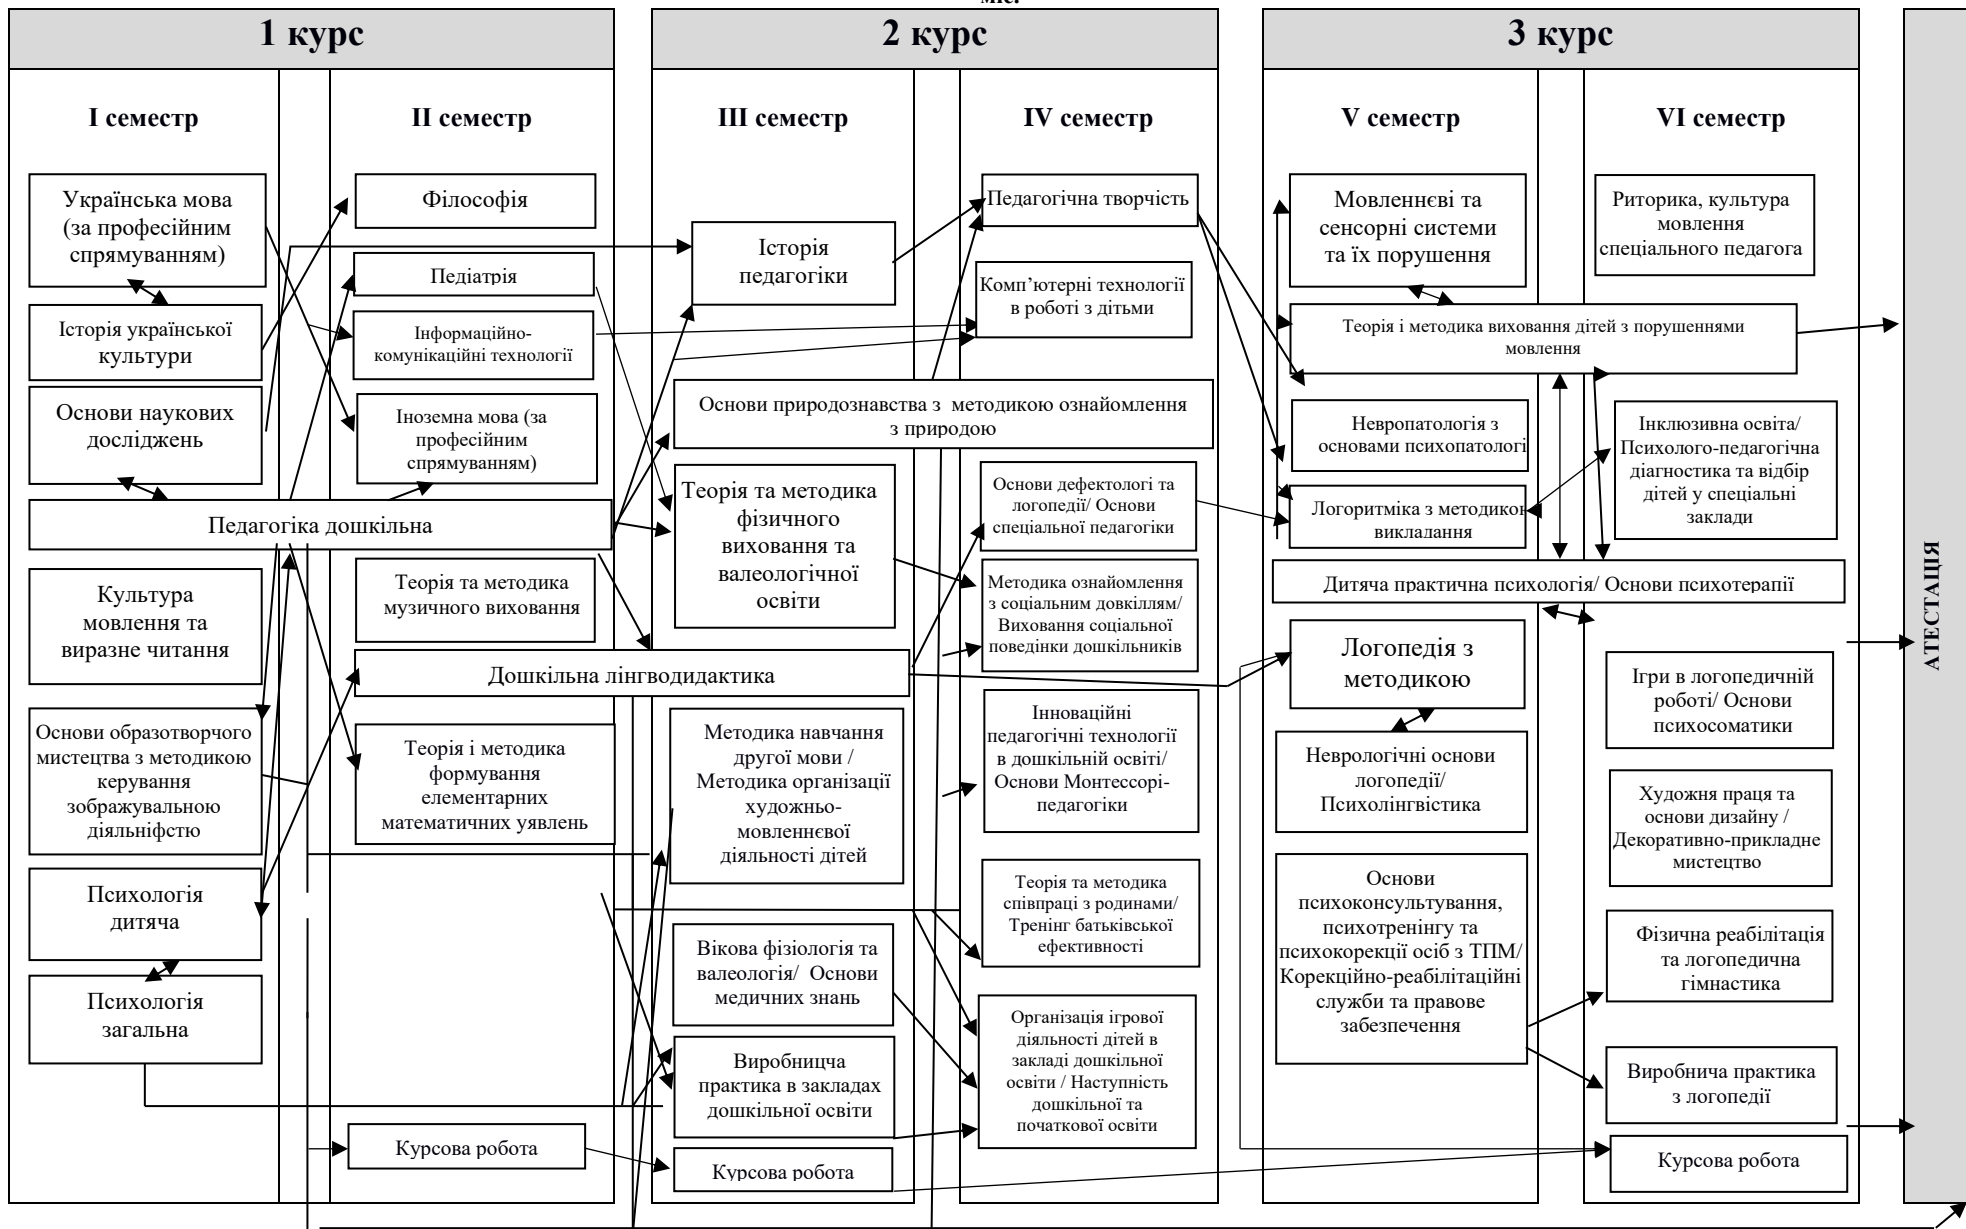 міс.
1 курс
2 курс
3 курс
І семестр
ІІ семестр
ІІІ семестр
IV семестр
V семестр
VI семестр
Українська мова
(за професійним
спрямуванням)
Історія української
культури
Основи наукових
досліджень
Педагогіка дошкільна
Культура
мовлення та
виразне читання
Основи образотворчого
мистецтва з методикою
керування
зображувальною
діяльніфстю
Психологія
дитяча
Психологія
загальна
Філософія
Педіатрія
Інформаційно-
комунікаційні технології
Іноземна мова (за
професійним
спрямуванням)
Теорія та методика
музичного виховання
Дошкільна лінгводидактика
Теорія і методика
формування
елементарних
математичних уявлень
Курсова робота
Історія
педагогіки
Основи природознавства з методикою ознайомлення
з природою
Теорія та методика
фізичного
виховання та
валеологічної
освіти
Методика навчання
другої мови /
Методика організації
художньо-
мовленнєвої
діяльності дітей
Вікова фізіологія та
валеологія/ Основи
медичних знань
Виробницча
практика в закладах
дошкільної освіти
Курсова робота
Педагогічна творчість
Комп’ютерні технології
в роботі з дітьми
Основи дефектологі та
логопедії/ Основи
спеціальної педагогіки
Методика ознайомлення
з соціальним довкіллям/
Виховання соціальної
поведінки дошкільників
Інноваційні
педагогічні технології
в дошкільній освіті/
Основи Монтессорі-
педагогіки
Теорія та методика
співпраці з родинами/
Тренінг батьківської
ефективності
Організація ігрової
діяльності дітей в
закладі дошкільної
освіти / Наступність
дошкільної та
початкової освіти
Мовленнєві та
сенсорні системи
та їх порушення
Теорія і методика виховання дітей з порушеннями
мовлення
Невропатологія з
основами психопатологі
Логоритміка з методикою
викладання
Дитяча практична психологія/ Основи психотерапії
Логопедія з
методикою
Неврологічні основи
логопедії/
Психолінгвістика
Основи
психоконсультування,
психотренінгу та
психокорекції осіб з ТПМ/
Корекційно-реабілітаційні
служби та правове
забезпечення
Риторика, культура
мовлення
спеціального педагога
Інклюзивна освіта/
Психолого-педагогічна
діагностика та відбір
дітей у спеціальні
заклади
Ігри в логопедичній
роботі/ Основи
психосоматики
Художня праця та
основи дизайну /
Декоративно-прикладне
мистецтво
Фізична реабілітація
та логопедична
гімнастика
Виробнича практика
з логопедії
Курсова робота
АТЕСТАЦІЯ